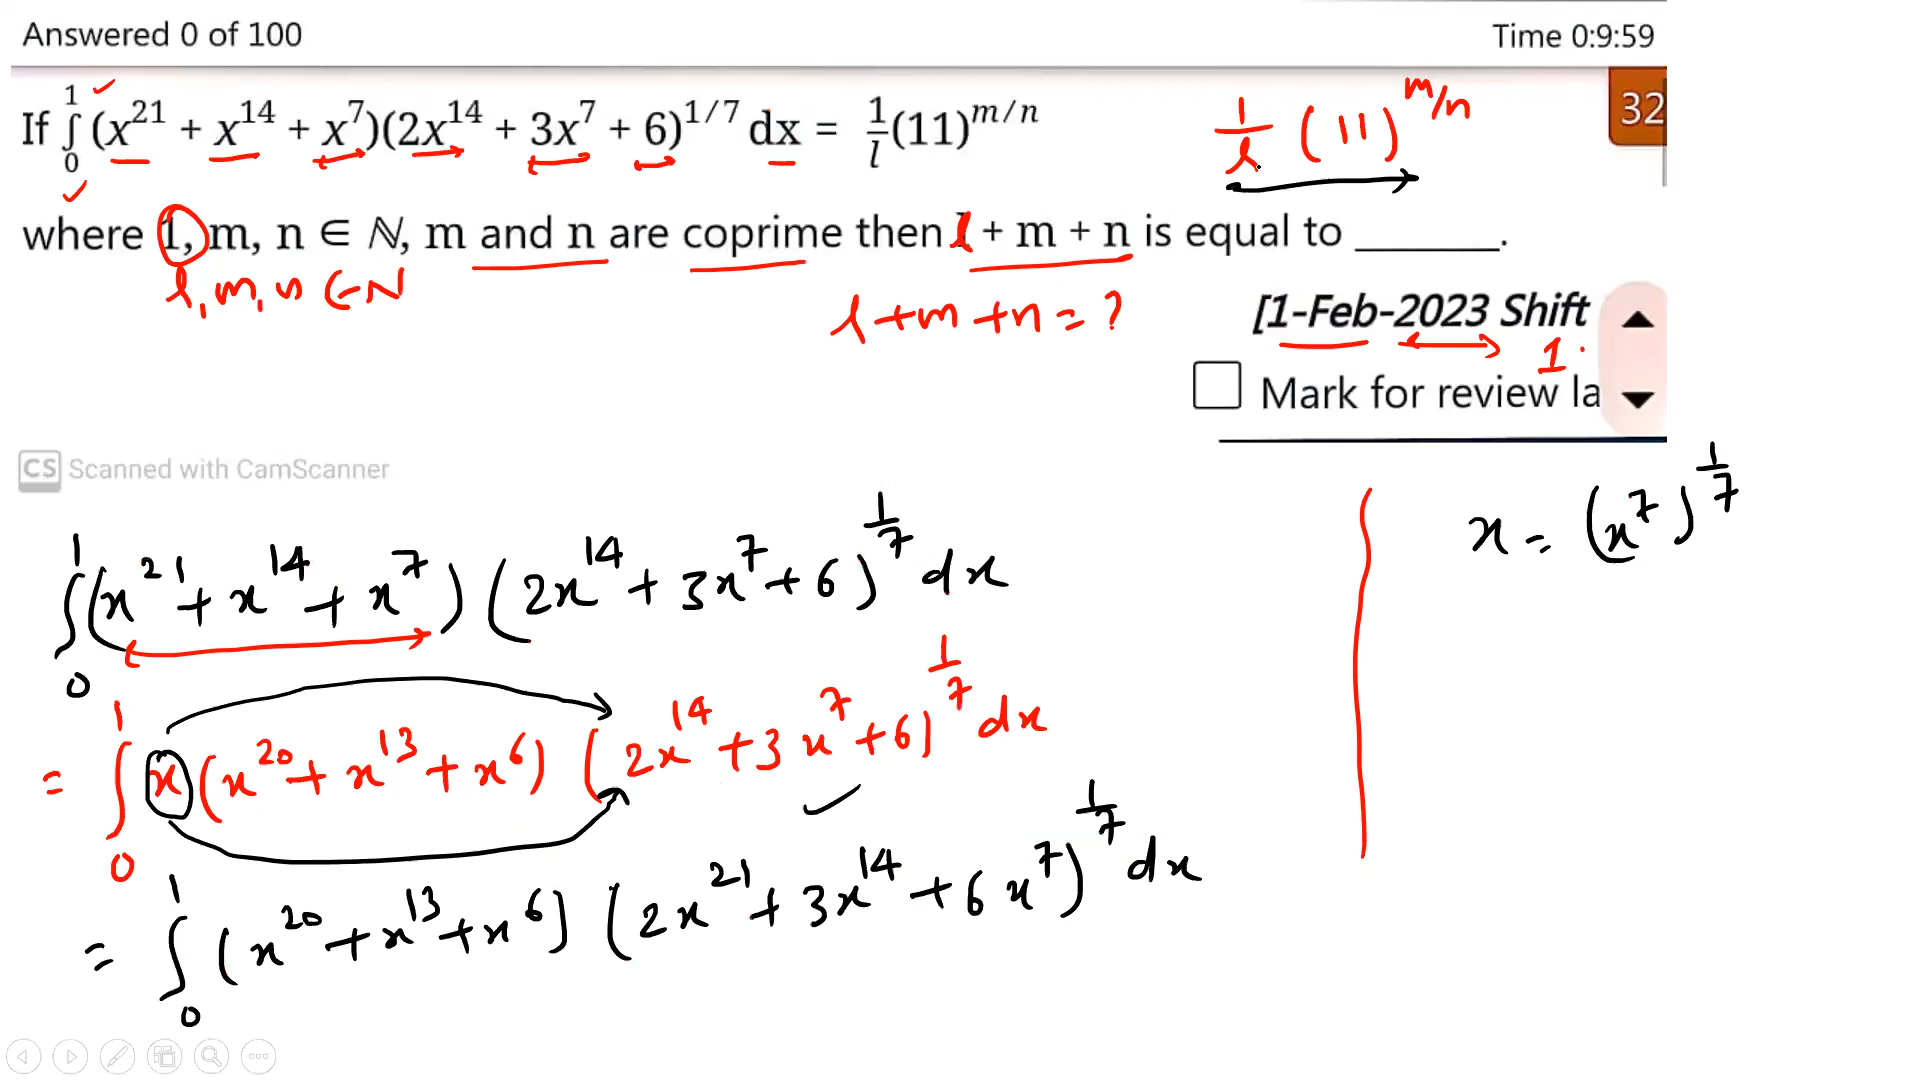 Answered 0 of 100
Time 0:9:59
If ∫₀¹ (x²¹ + x¹⁴ + x⁷)(2x¹⁴ + 3x⁷ + 6)^{1/7} dx = 1/l (11)^{m/n}
1/l (11)^{m/n}
32
where l, m, n ∈ ℕ, m and n are coprime then l + m + n is equal to ______.
l, m, n ∈ N
l + m + n = ?
[1-Feb-2023 Shift
1
Mark for review la
CS Scanned with CamScanner
∫₀¹ (x²¹ + x¹⁴ + x⁷) (2x¹⁴ + 3x⁷ + 6)^{1/7} dx
x = (x⁷)^{1/7}
= ∫₀¹ x (x²⁰ + x¹³ + x⁶) (2x¹⁴ + 3x⁷ + 6)^{1/7} dx
= ∫₀¹ (x²⁰ + x¹³ + x⁶) (2x²¹ + 3x¹⁴ + 6x⁷)^{1/7} dx